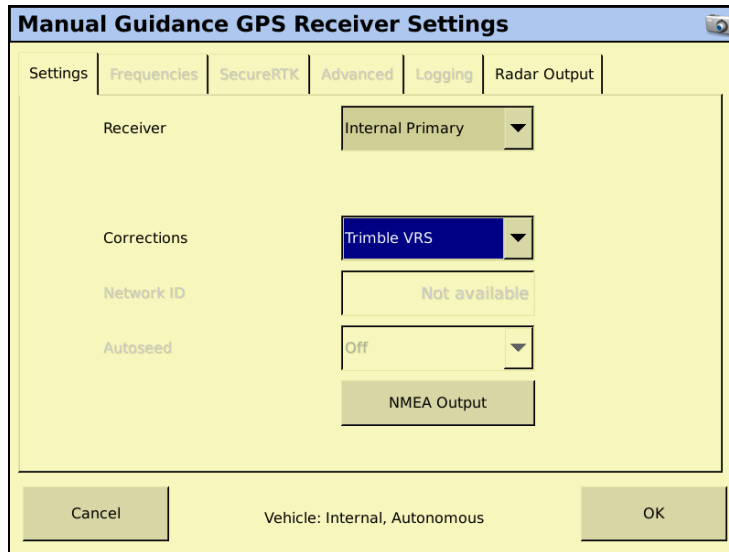 Manual Guidance GPS Receiver Settings
Settings Frequencies SecureRTK Advanced Logging Radar Output
Receiver Internal Primary
Corrections Trimble VRS
Network ID Not available
Autoseed Off
NMEA Output
Cancel Vehicle: Internal, Autonomous OK